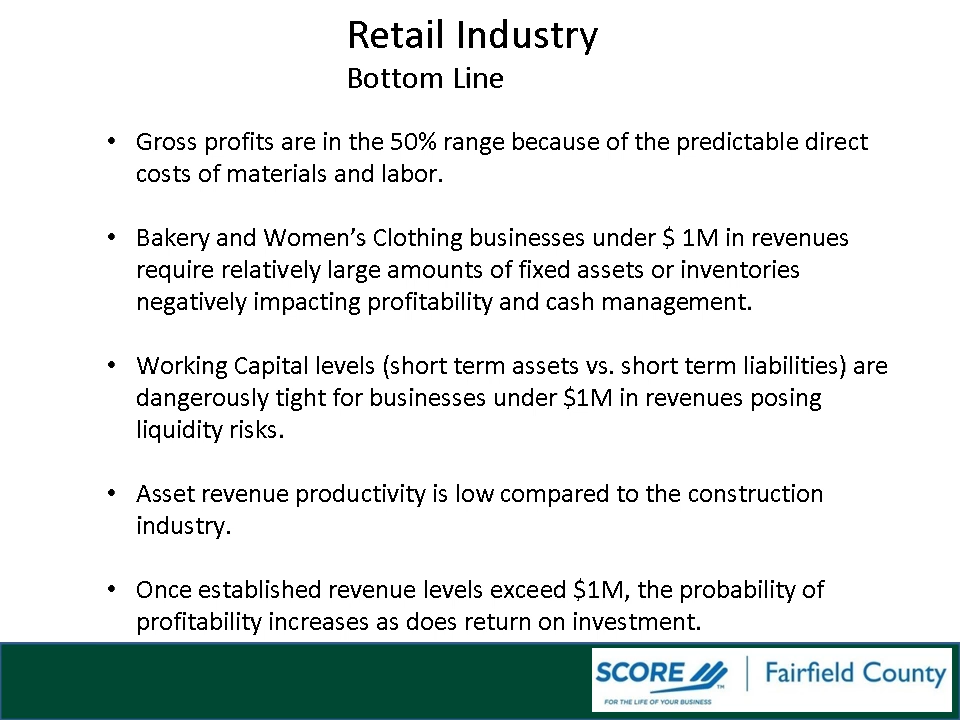 Retail Industry
Bottom Line
• Gross profits are in the 50% range because of the predictable direct
costs of materials and labor.
• Bakery and Women’s Clothing businesses under $ 1M in revenues
require relatively large amounts of fixed assets or inventories
negatively impacting profitability and cash management.
• Working Capital levels (short term assets vs. short term liabilities) are
dangerously tight for businesses under $1M in revenues posing
liquidity risks.
• Asset revenue productivity is low compared to the construction
industry.
• Once established revenue levels exceed $1M, the probability of
profitability increases as does return on investment.
SCORE ™ | Fairfield County
FOR THE LIFE OF YOUR BUSINESS